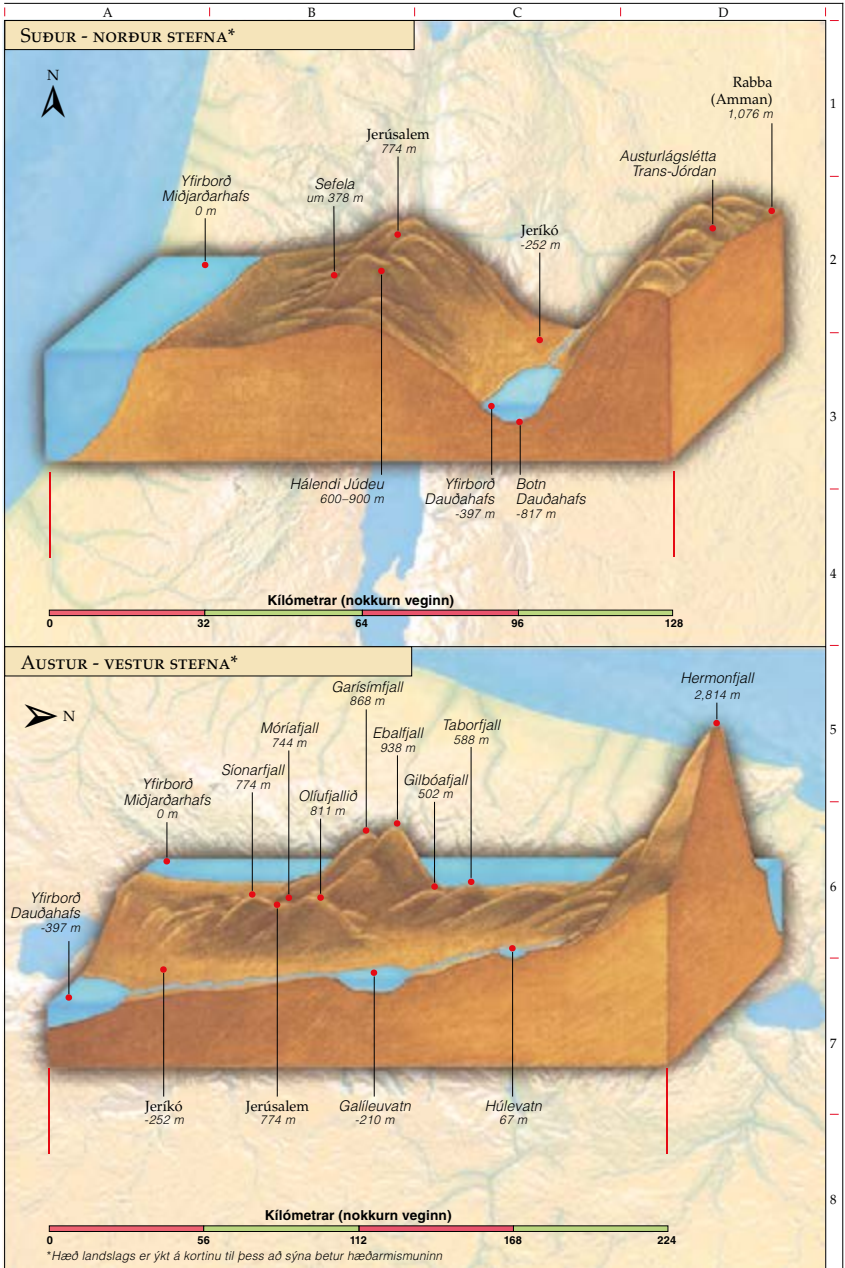 A B C D
SUÐUR - NORÐUR STEFNA*
N
Rabba
(Amman)
1,076 m
1
Jerúsalem
774 m
Austurlágslétta
Trans-Jórdan
Yfirborð
Miðjarðarhafs
0 m
Sefela
um 378 m
Jeríkó
-252 m
2
3
Hálendi Júdeu
600–900 m
Yfirborð
Dauðahafs
-397 m
Botn
Dauðahafs
-817 m
4
Kílómetrar (nokkurn veginn)
0 32 64 96 128
AUSTUR - VESTUR STEFNA*
N
Garísímfjall
868 m
Hermonfjall
2,814 m
5
Móríafjall
744 m
Ebalfjall
938 m
Taborfjall
588 m
Síonarfjall
774 m
Gilbóafjall
502 m
Yfirborð
Miðjarðarhafs
0 m
Olíufjallið
811 m
6
Yfirborð
Dauðahafs
-397 m
7
Jeríkó
-252 m
Jerúsalem
774 m
Galíleuvatn
-210 m
Húlevatn
67 m
8
Kílómetrar (nokkurn veginn)
0 56 112 168 224
*Hæð landslags er ýkt á kortinu til þess að sýna betur hæðarmismuninn